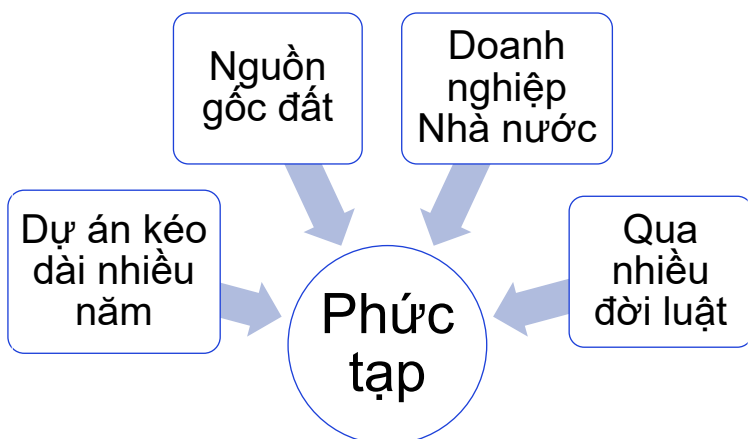 Dự án kéo
dài nhiều
năm
Nguồn
gốc đất
Doanh
nghiệp
Nhà nước
Qua
nhiều
đời luật
Phức
tạp